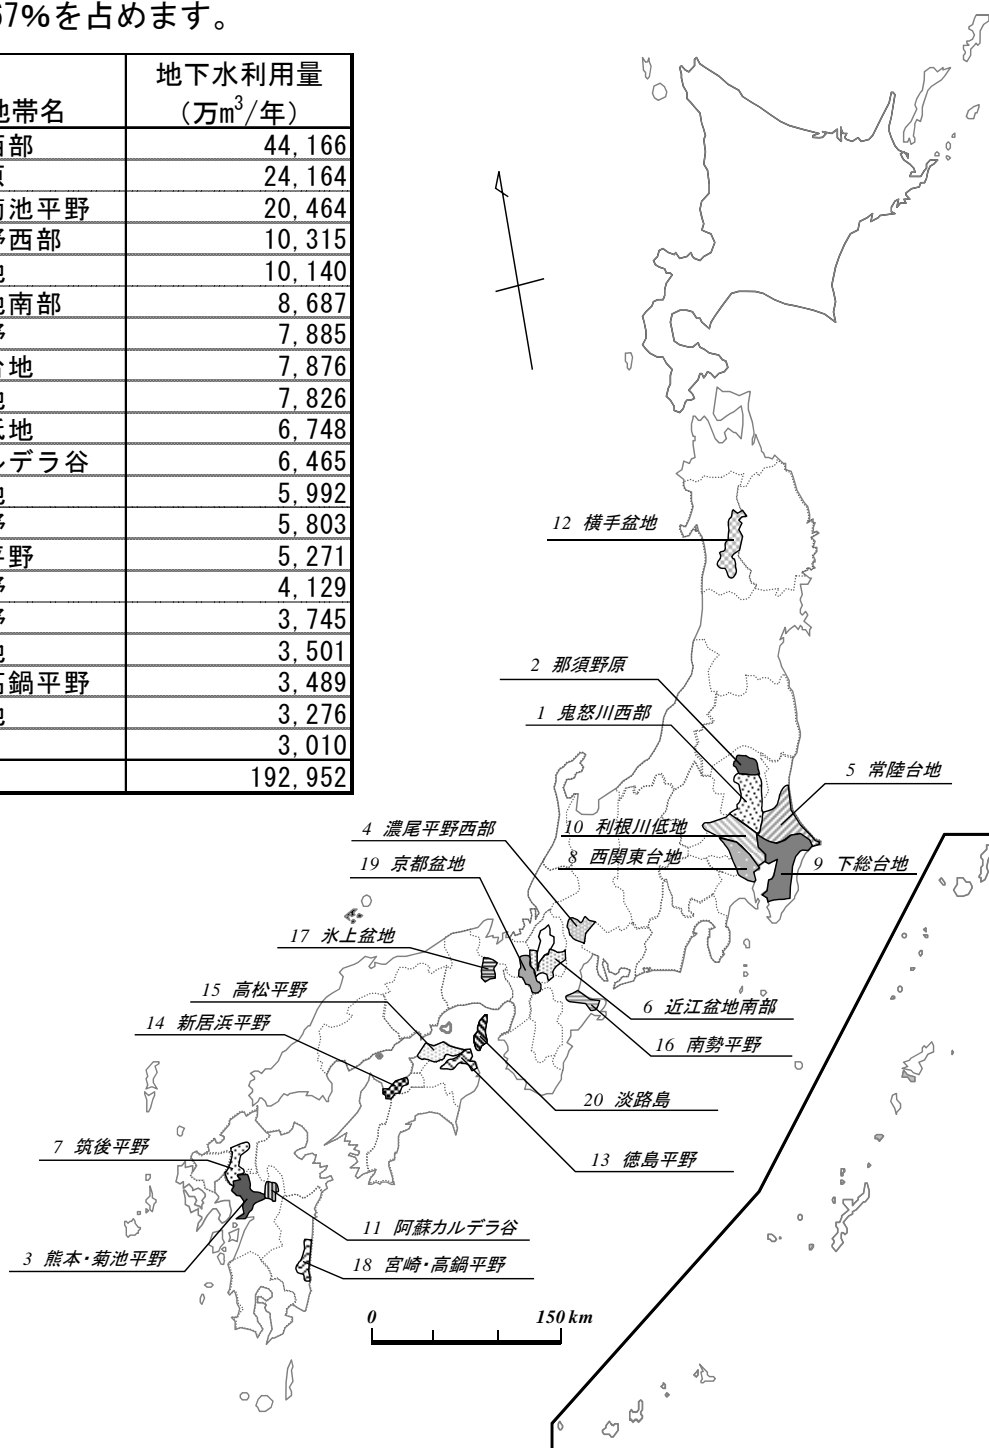 67%を占めます。
地帯名 地下水利用量
(万m³/年)
西部 44,166
原 24,164
菊池平野 20,464
野西部 10,315
地 10,140
地南部 8,687
野 7,885
台地 7,876
地 7,826
低地 6,748
ルデラ谷 6,465
地 5,992
野 5,803
平野 5,271
野 4,129
野 3,745
地 3,501
高鍋平野 3,489
地 3,276
3,010
192,952
12 横手盆地
2 那須野原
1 鬼怒川西部
5 常陸台地
4 濃尾平野西部
10 利根川低地
19 京都盆地
8 西関東台地
9 下総台地
17 氷上盆地
15 高松平野
6 近江盆地南部
14 新居浜平野
16 南勢平野
20 淡路島
7 筑後平野
13 徳島平野
11 阿蘇カルデラ谷
3 熊本・菊池平野
18 宮崎・高鍋平野
0 150 km